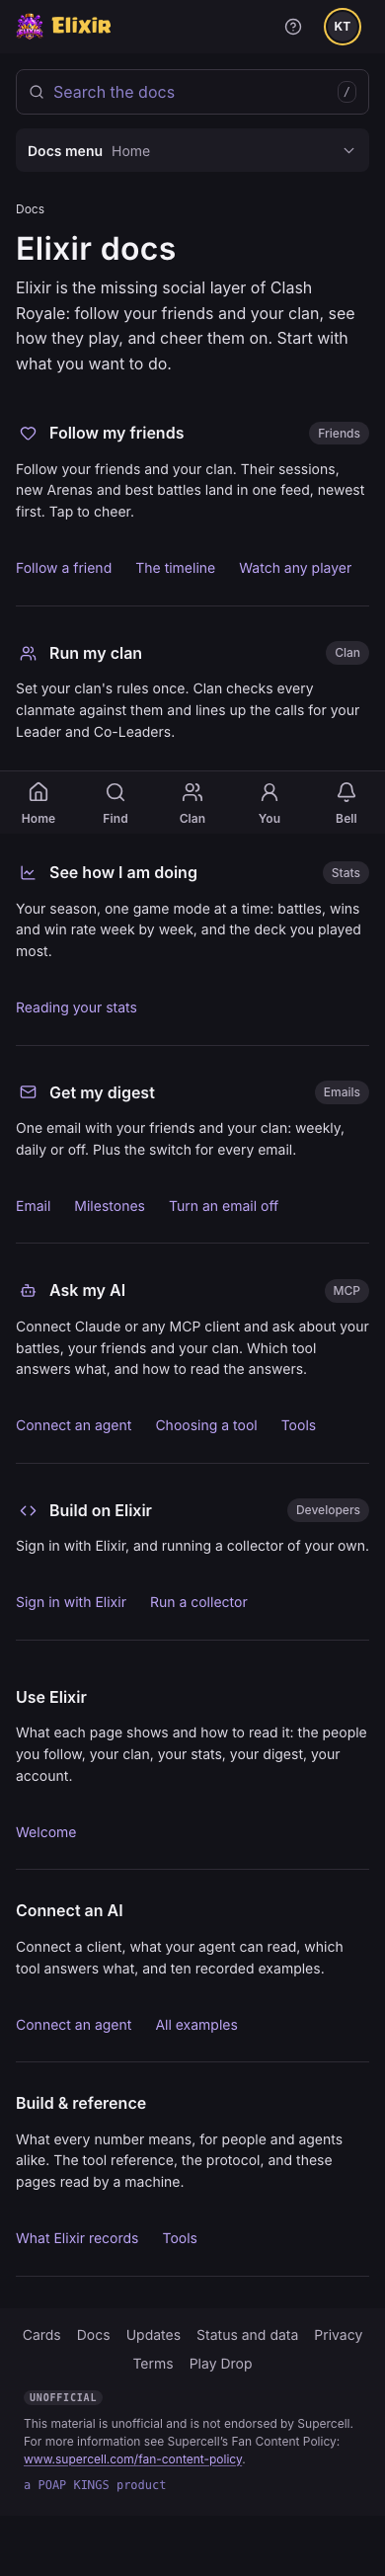 Elixir
KT
Search the docs
/
Docs menu Home
Docs
Elixir docs
Elixir is the missing social layer of Clash
Royale: follow your friends and your clan, see
how they play, and cheer them on. Start with
what you want to do.
Follow my friends
Friends
Follow your friends and your clan. Their sessions,
new Arenas and best battles land in one feed, newest
first. Tap to cheer.
Follow a friend The timeline Watch any player
Run my clan
Clan
Set your clan's rules once. Clan checks every
clanmate against them and lines up the calls for your
Leader and Co-Leaders.
Home Find Clan You Bell
See how I am doing
Stats
Your season, one game mode at a time: battles, wins
and win rate week by week, and the deck you played
most.
Reading your stats
Get my digest
Emails
One email with your friends and your clan: weekly,
daily or off. Plus the switch for every email.
Email Milestones Turn an email off
Ask my AI
MCP
Connect Claude or any MCP client and ask about your
battles, your friends and your clan. Which tool
answers what, and how to read the answers.
Connect an agent Choosing a tool Tools
Build on Elixir
Developers
Sign in with Elixir, and running a collector of your own.
Sign in with Elixir Run a collector
Use Elixir
What each page shows and how to read it: the people
you follow, your clan, your stats, your digest, your
account.
Welcome
Connect an AI
Connect a client, what your agent can read, which
tool answers what, and ten recorded examples.
Connect an agent All examples
Build & reference
What every number means, for people and agents
alike. The tool reference, the protocol, and these
pages read by a machine.
What Elixir records Tools
Cards Docs Updates Status and data Privacy
Terms Play Drop
UNOFFICIAL
This material is unofficial and is not endorsed by Supercell.
For more information see Supercell's Fan Content Policy:
www.supercell.com/fan-content-policy.
a POAP KINGS product